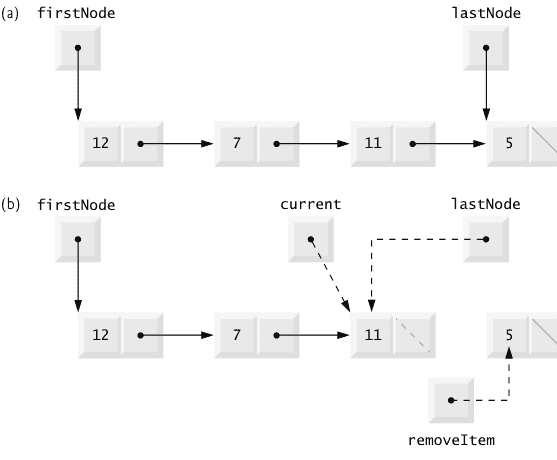 (a) firstNode lastNode
12 7 11 5
(b) firstNode current lastNode
12 7 11 5
removeItem